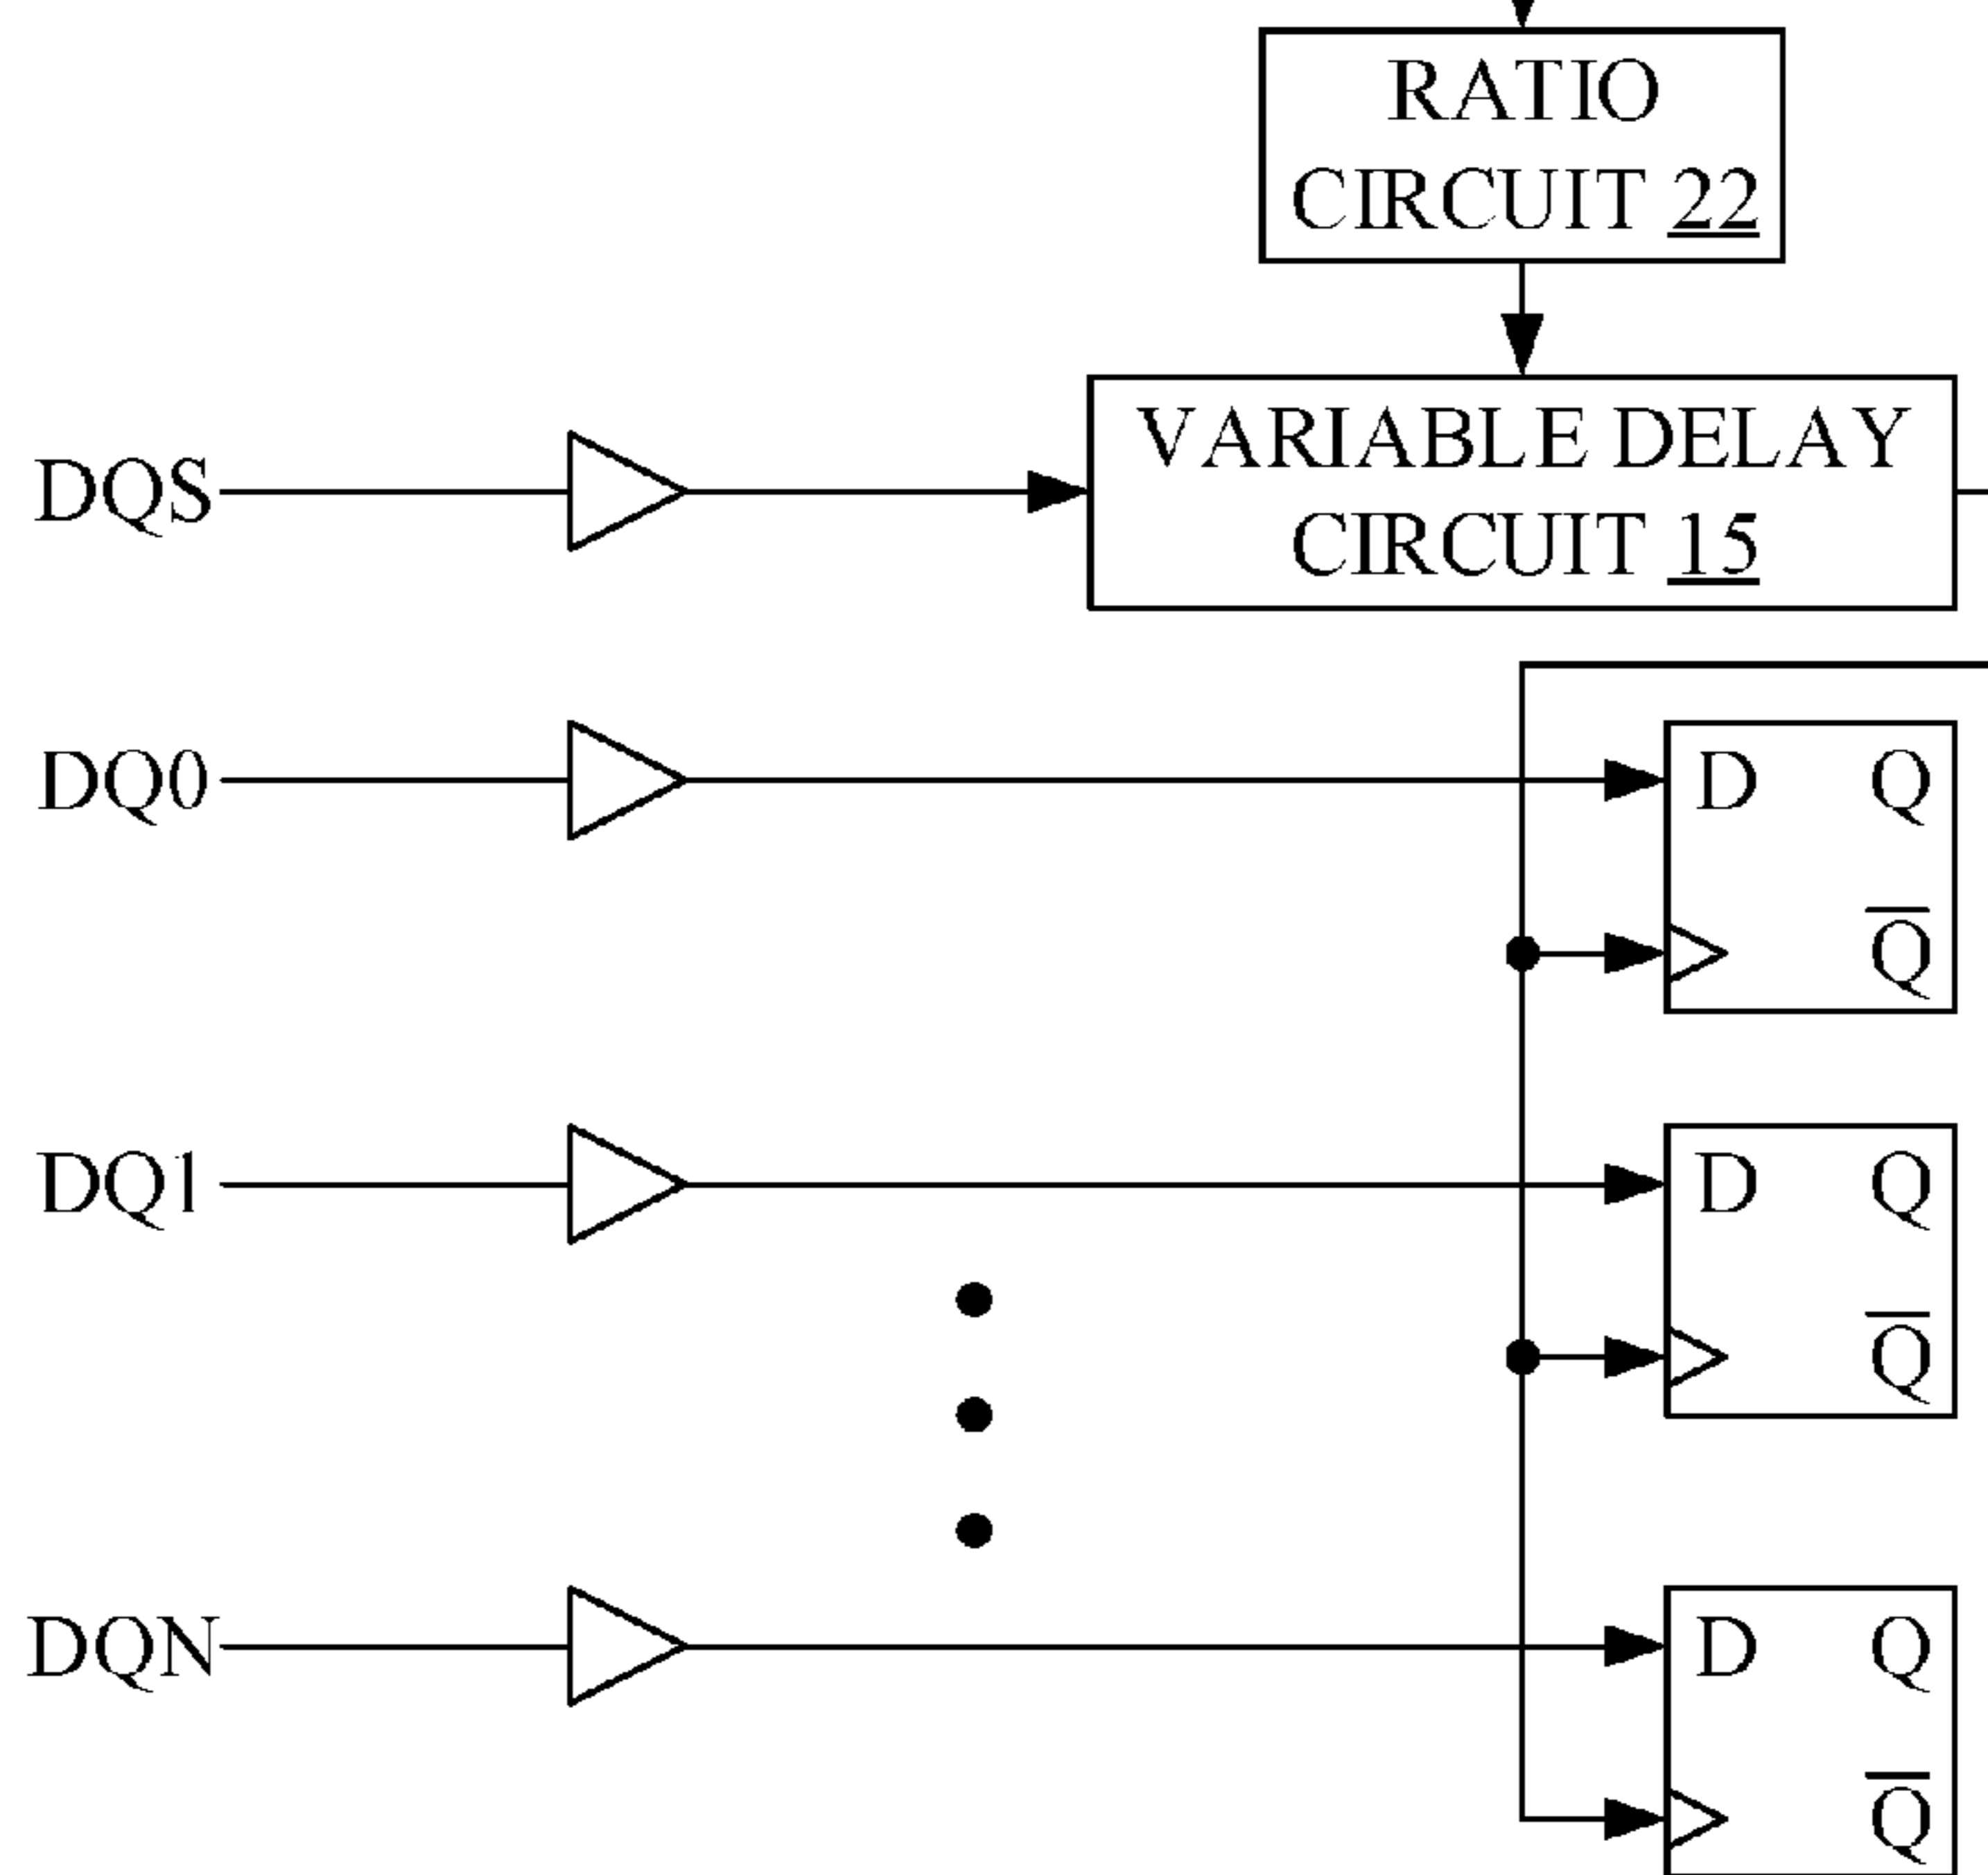 RATIO
CIRCUIT 22
VARIABLE DELAY
CIRCUIT 15
DQS
DQ0
D Q
Q̅
DQ1
D Q
Q̅
DQN
D Q
Q̅